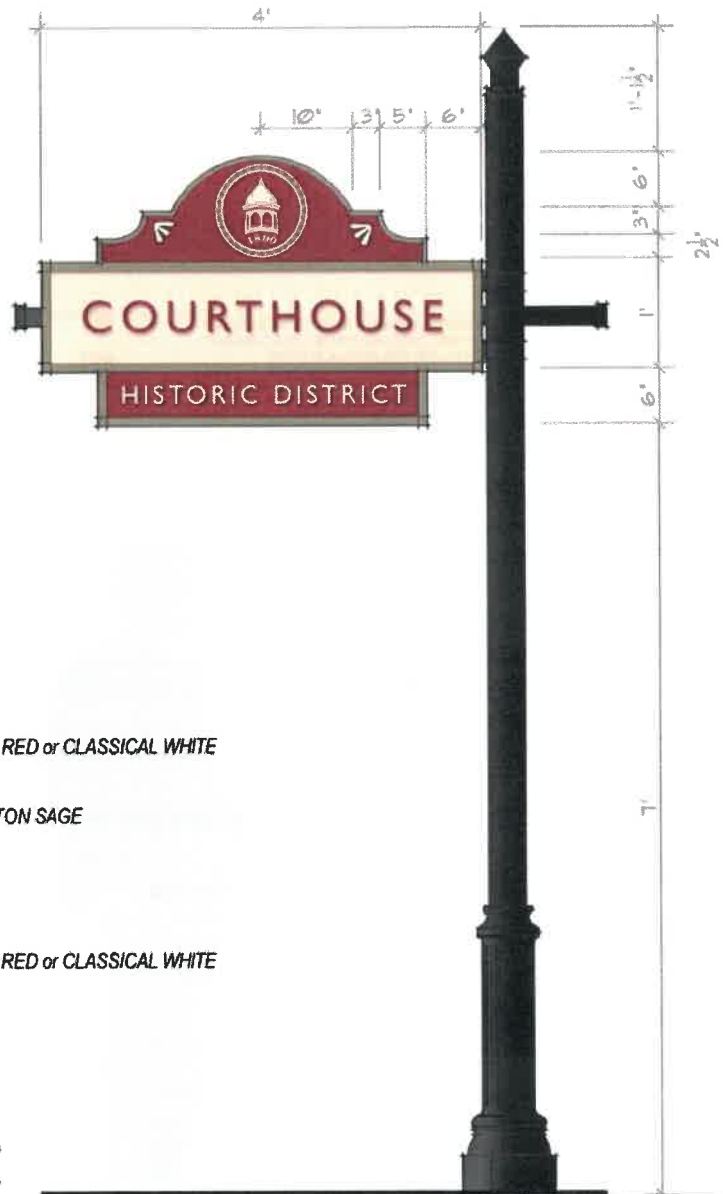 4'
10" 3" 5" 6"
1'-1½"
6"
3"
2½"
1890
COURTHOUSE
1'
HISTORIC DISTRICT
6"
RED or CLASSICAL WHITE
TON SAGE
7'
RED or CLASSICAL WHITE